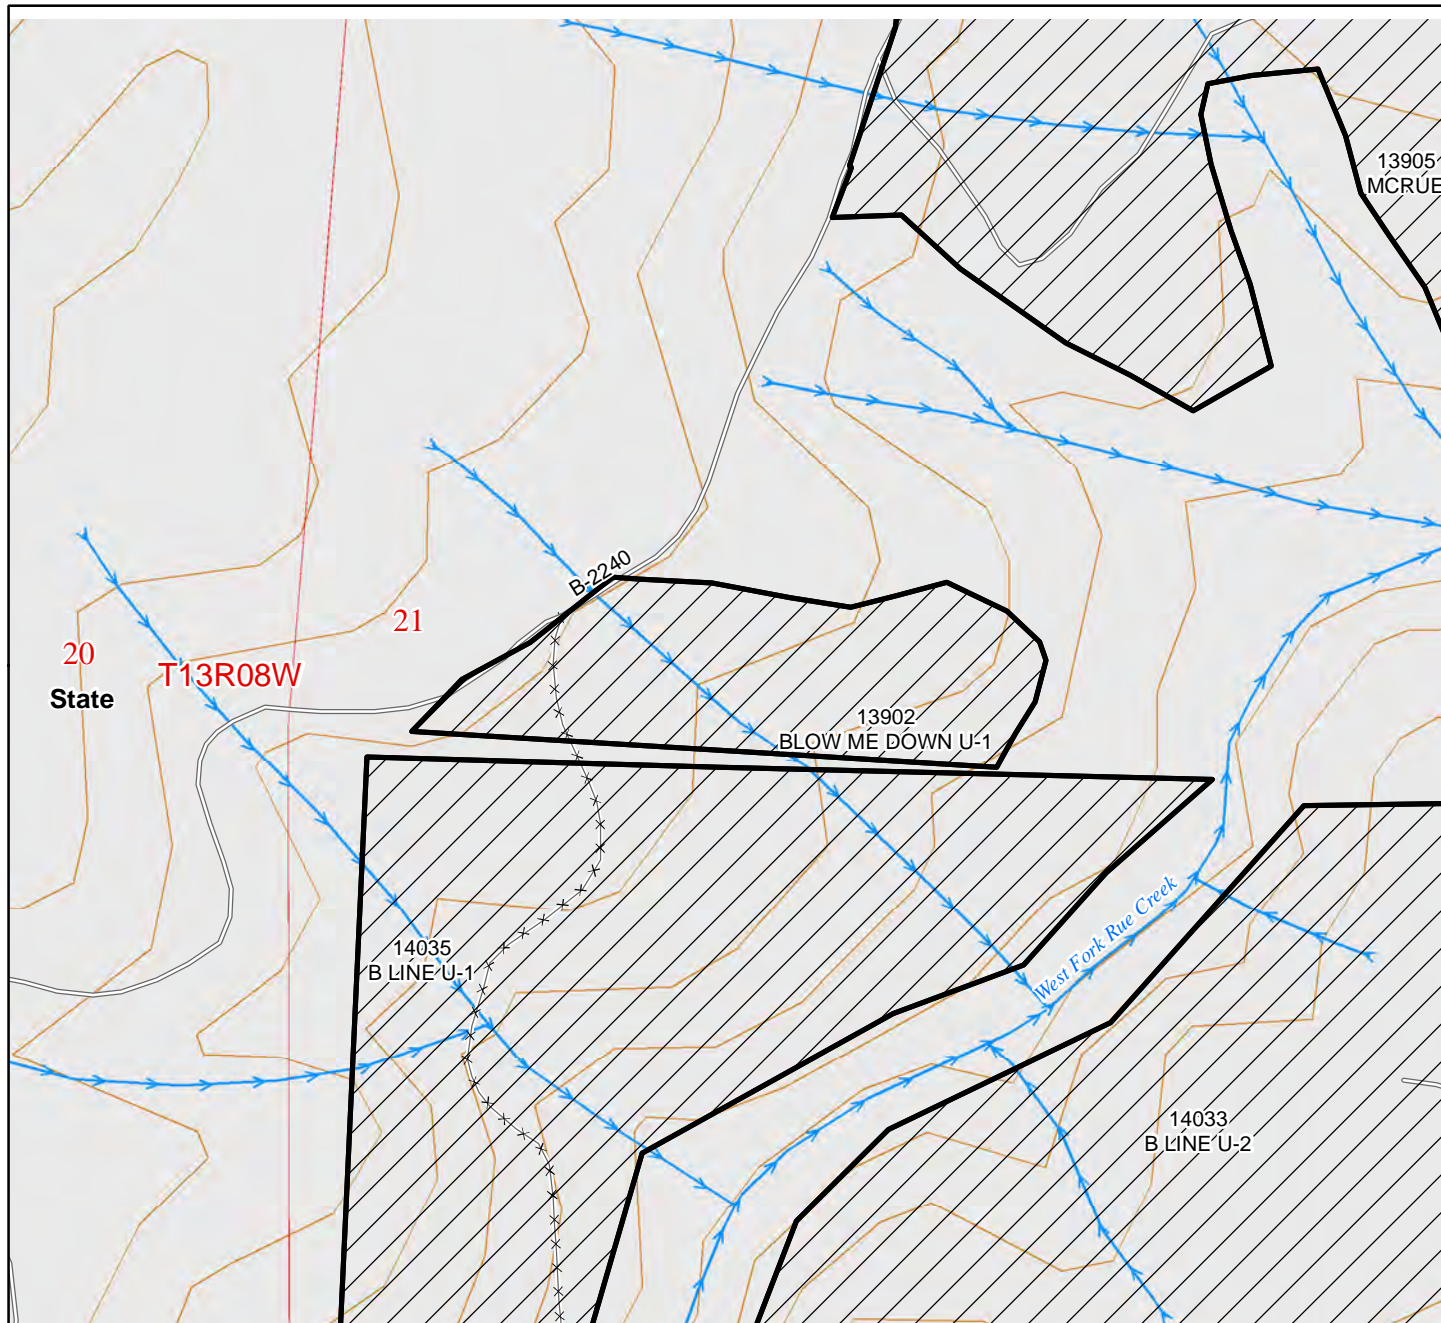 13905
MCRUE
B-2240
21
20
T13R08W
State
13902
BLOW ME DOWN U-1
West Fork Rue Creek
14035
B LINE U-1
14033
B LINE U-2